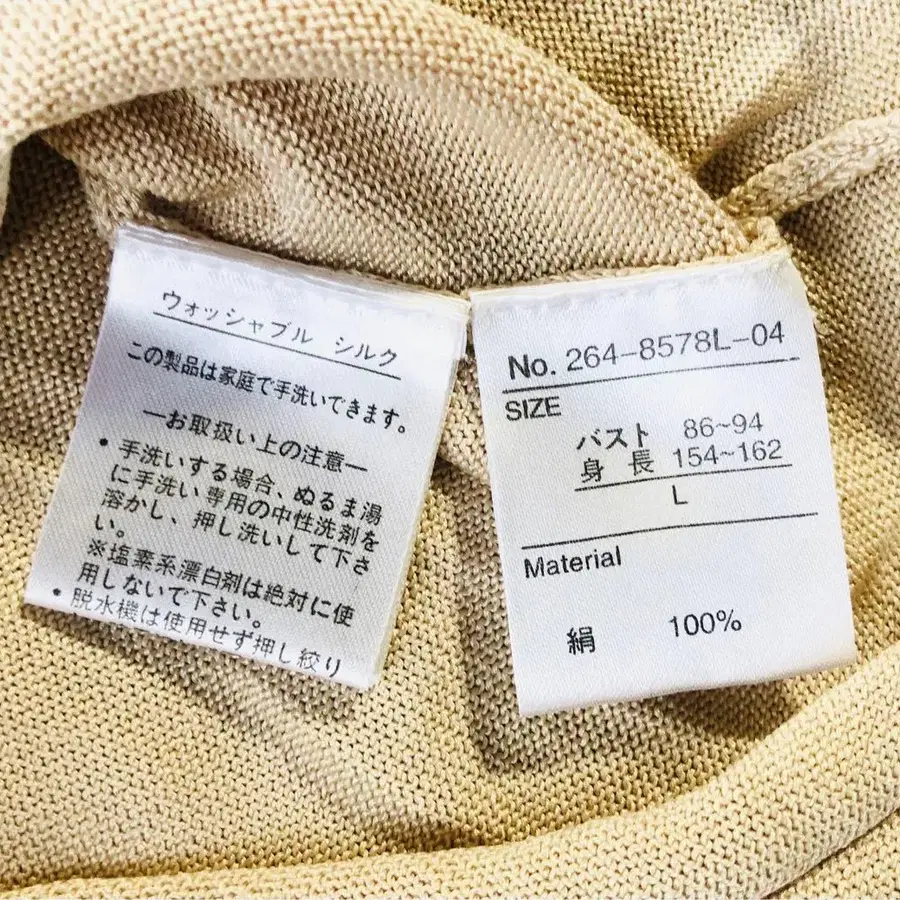 ウォッシャブル シルク
この製品は家庭で手洗いできます。
―お取扱い上の注意―
・手洗いする場合、ぬるま湯
に手洗い専用の中性洗剤を
溶かし、押し洗いして下さ
い。
※塩素系漂白剤は絶対に使
用しないで下さい。
・脱水機は使用せず押し絞り
No. 264-8578L-04
SIZE
バスト 86~94
身長 154~162
L
Material
絹 100%